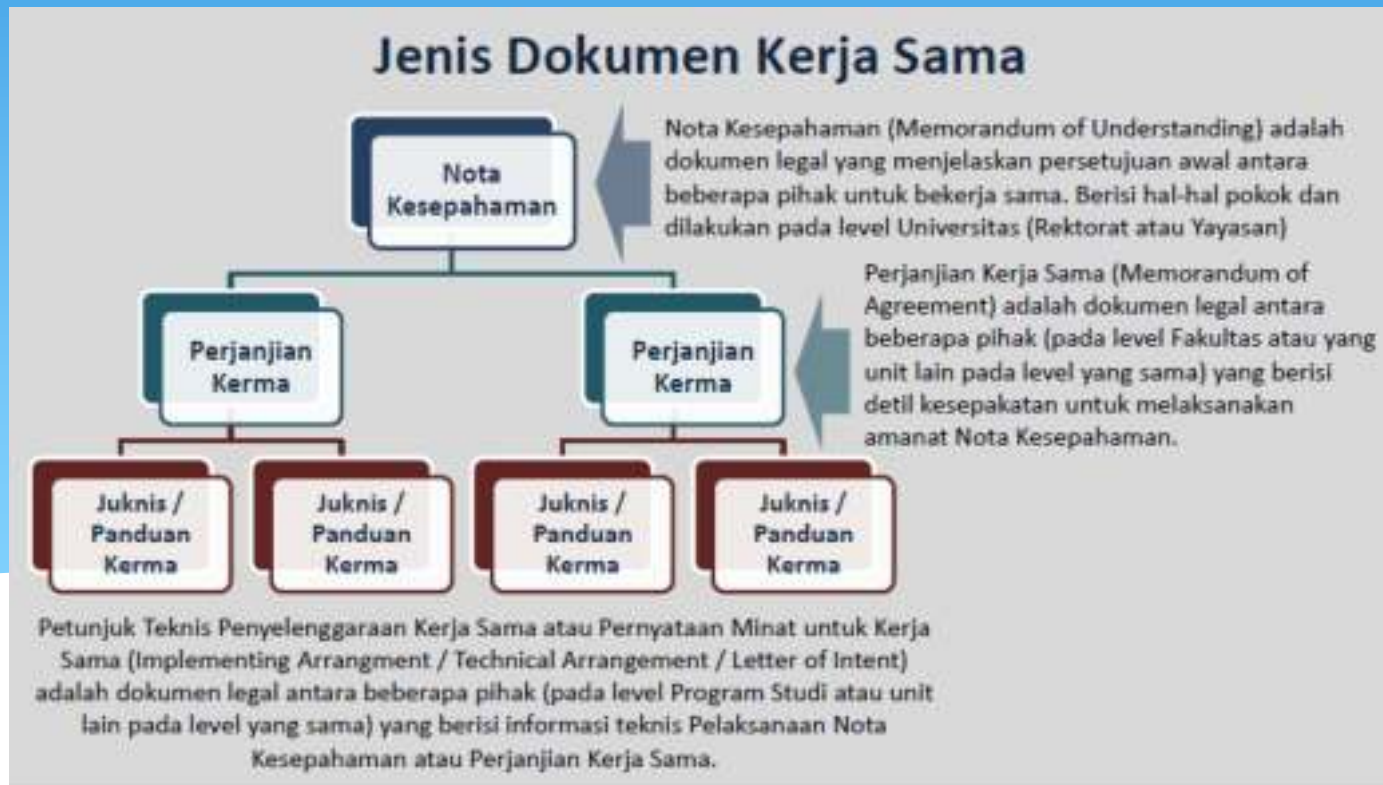 Jenis Dokumen Kerja Sama
Nota
Kesepahaman
Nota Kesepahaman (Memorandum of Understanding) adalah
dokumen legal yang menjelaskan persetujuan awal antara
beberapa pihak untuk bekerja sama. Berisi hal-hal pokok dan
dilakukan pada level Universitas (Rektorat atau Yayasan)
Perjanjian
Kerma
Perjanjian
Kerma
Perjanjian Kerja Sama (Memorandum of
Agreement) adalah dokumen legal antara
beberapa pihak (pada level Fakultas atau yang
unit lain pada level yang sama) yang berisi
detil kesepakatan untuk melaksanakan
amanat Nota Kesepahaman.
Juknis /
Panduan
Kerma
Juknis /
Panduan
Kerma
Juknis /
Panduan
Kerma
Juknis /
Panduan
Kerma
Petunjuk Teknis Penyelenggaraan Kerja Sama atau Pernyataan Minat untuk Kerja
Sama (Implementing Arrangment / Technical Arrangement / Letter of Intent)
adalah dokumen legal antara beberapa pihak (pada level Program Studi atau unit
lain pada level yang sama) yang berisi informasi teknis Pelaksanaan Nota
Kesepahaman atau Perjanjian Kerja Sama.